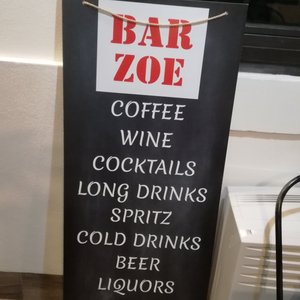 BAR
ZOE
COFFEE
WINE
COCKTAILS
LONG DRINKS
SPRITZ
COLD DRINKS
BEER
LIQUORS